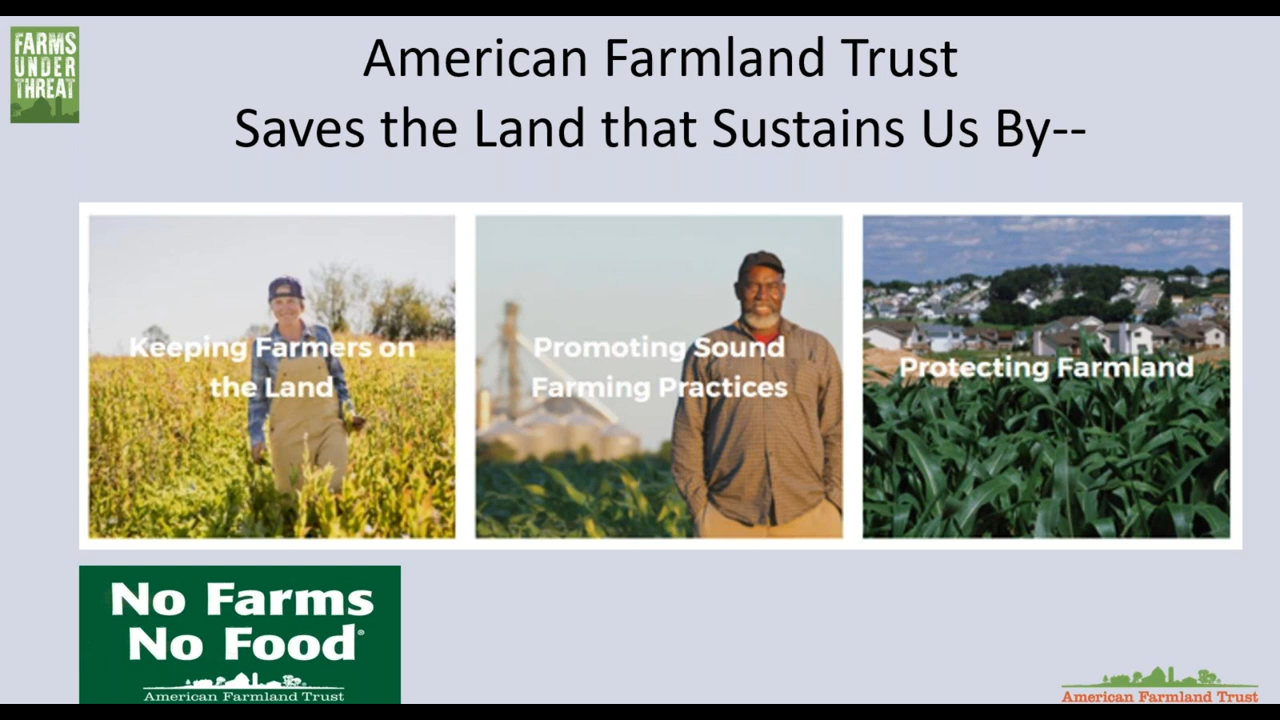 FARMS
UNDER
THREAT
American Farmland Trust
Saves the Land that Sustains Us By--
Keeping Farmers on
the Land
Promoting Sound
Farming Practices
Protecting Farmland
No Farms
No Food®
American Farmland Trust
American Farmland Trust